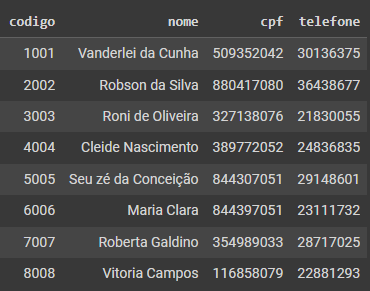 codigo nome cpf telefone
1001 Vanderlei da Cunha 509352042 30136375
2002 Robson da Silva 880417080 36438677
3003 Roni de Oliveira 327138076 21830055
4004 Cleide Nascimento 389772052 24836835
5005 Seu zé da Conceição 844307051 29148601
6006 Maria Clara 844397051 23111732
7007 Roberta Galdino 354989033 28717025
8008 Vitoria Campos 116858079 22881293